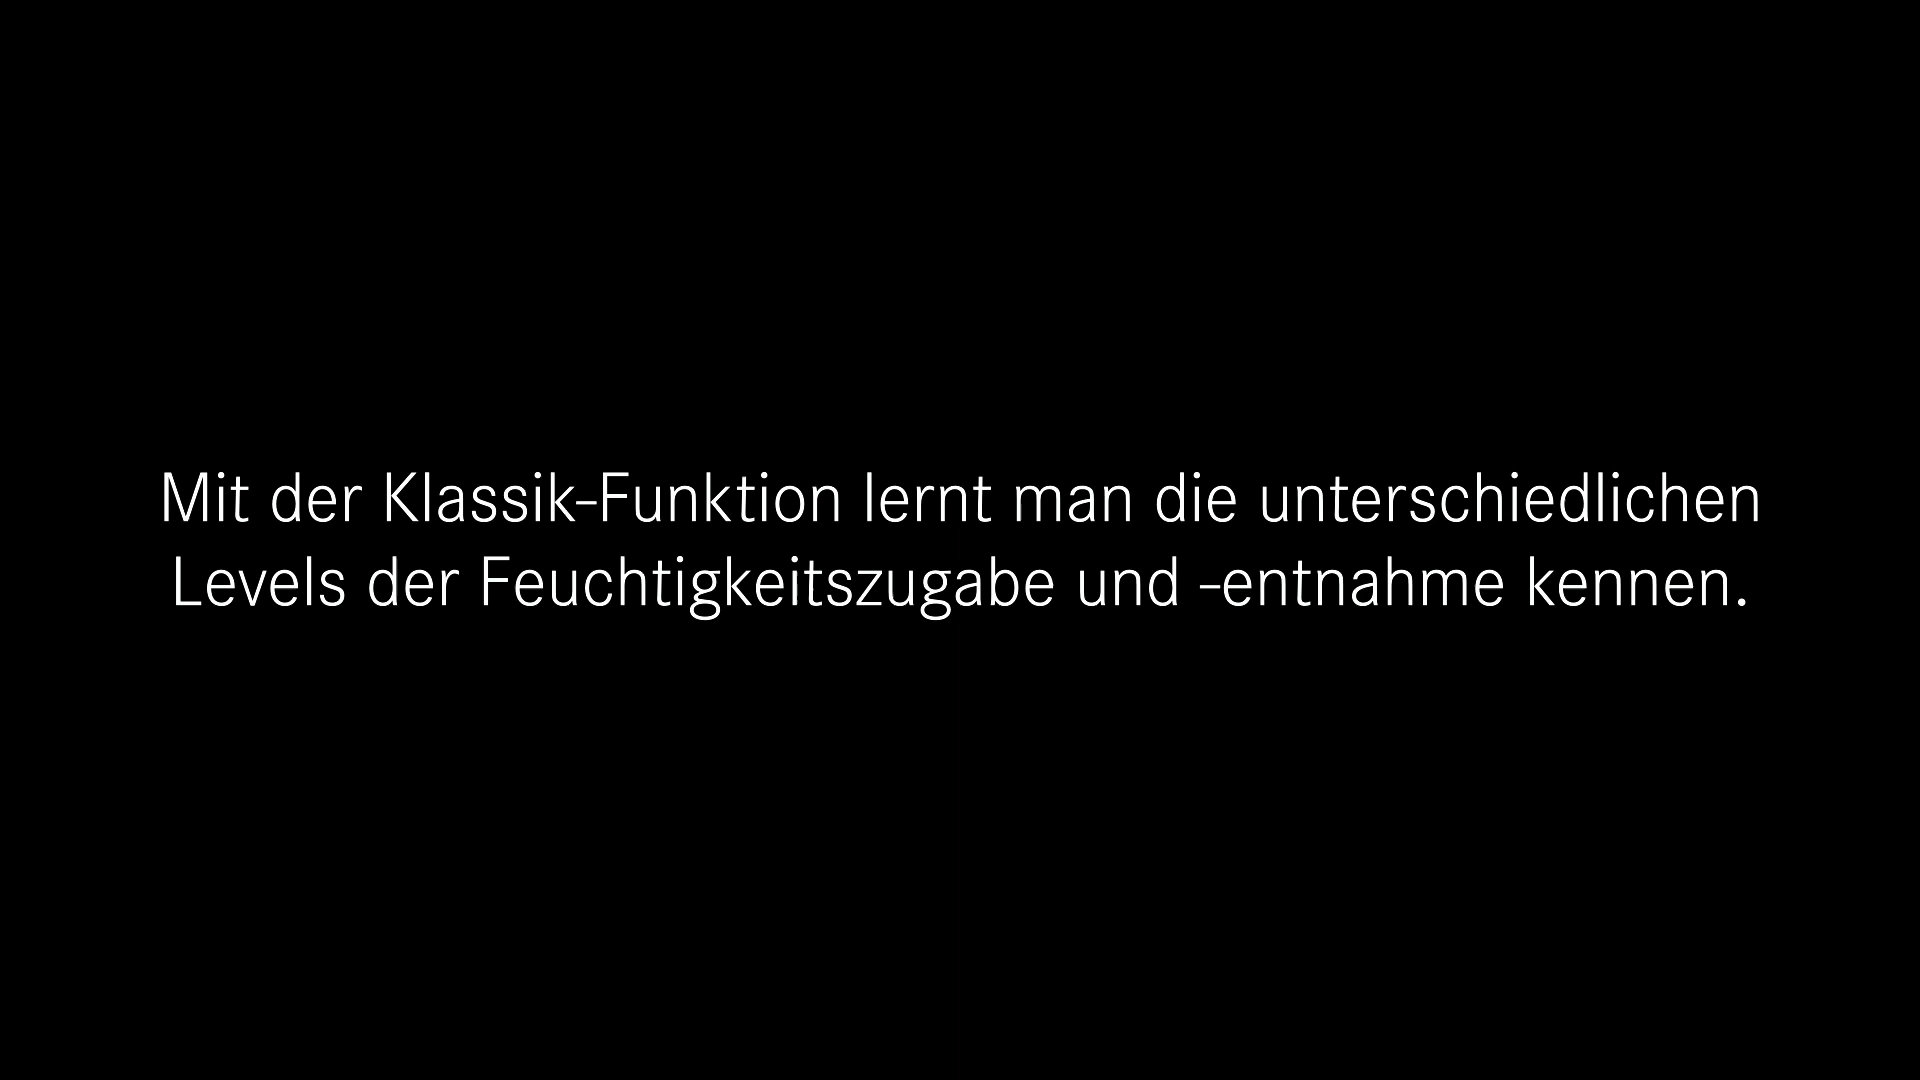 Mit der Klassik-Funktion lernt man die unterschiedlichen
Levels der Feuchtigkeitszugabe und -entnahme kennen.